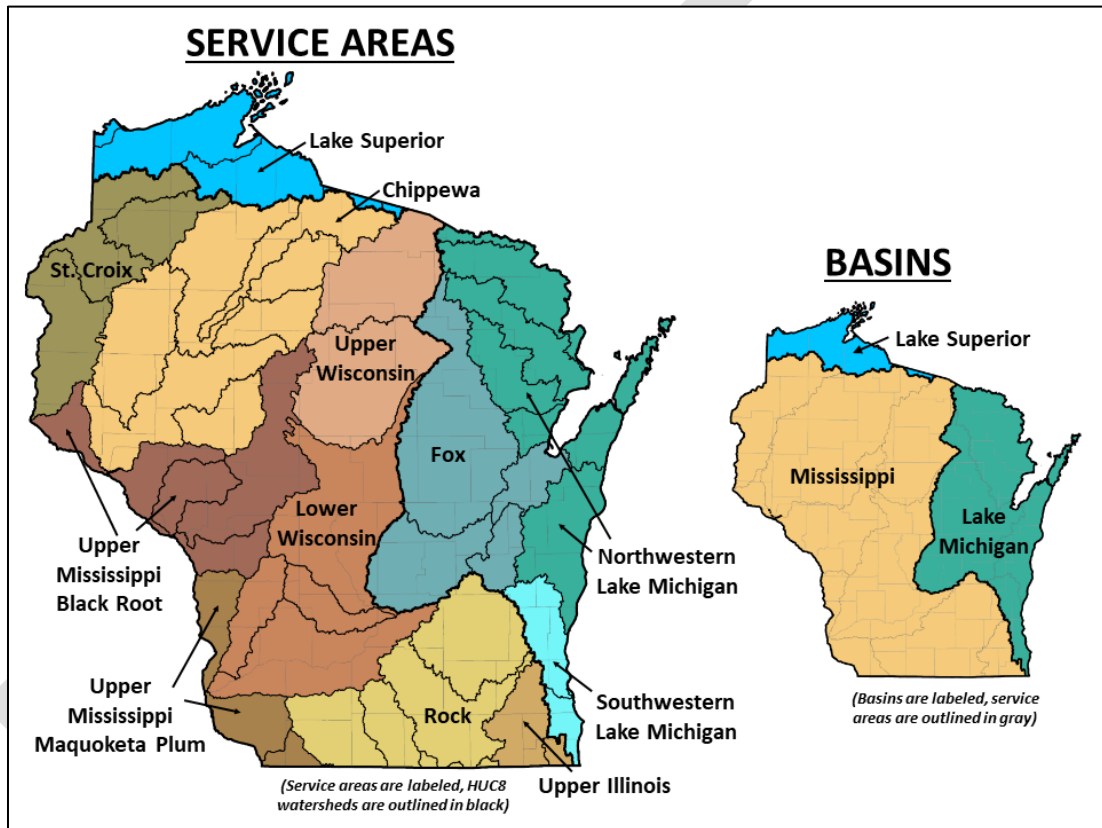 SERVICE AREAS
Lake Superior
Chippewa
St. Croix
Upper
Wisconsin
Fox
Lower
Wisconsin
Upper
Mississippi
Black Root
Northwestern
Lake Michigan
Upper
Mississippi
Maquoketa Plum
Rock
Southwestern
Lake Michigan
Upper Illinois
(Service areas are labeled, HUC8
watersheds are outlined in black)
BASINS
Lake Superior
Mississippi
Lake
Michigan
(Basins are labeled, service
areas are outlined in gray)